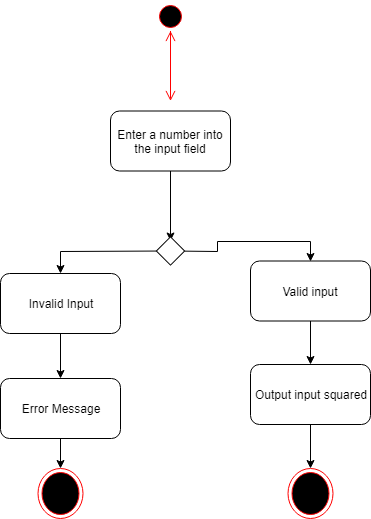 Enter a number into
the input field
Invalid Input
Valid input
Error Message
Output input squared